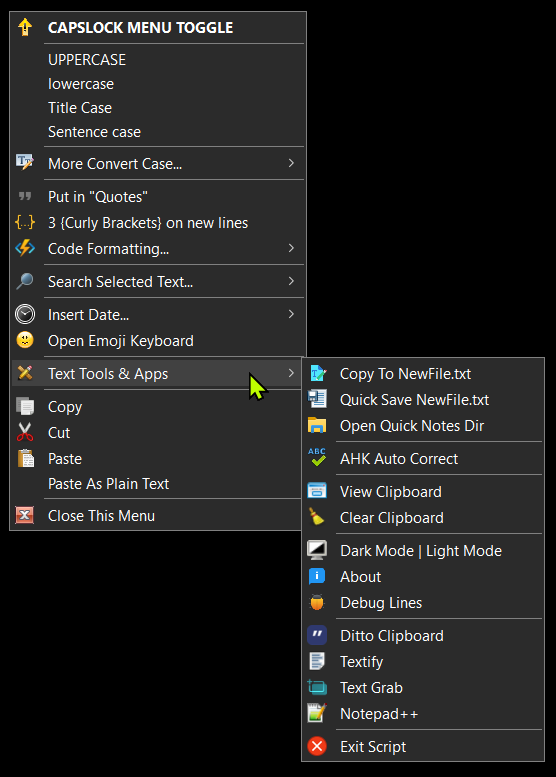 CAPSLOCK MENU TOGGLE
UPPERCASE
lowercase
Title Case
Sentence case
More Convert Case...
Put in "Quotes"
3 {Curly Brackets} on new lines
Code Formatting...
Search Selected Text...
Insert Date...
Open Emoji Keyboard
Text Tools & Apps
Copy
Cut
Paste
Paste As Plain Text
Close This Menu
Copy To NewFile.txt
Quick Save NewFile.txt
Open Quick Notes Dir
ABC
AHK Auto Correct
View Clipboard
Clear Clipboard
Dark Mode | Light Mode
About
Debug Lines
Ditto Clipboard
Textify
Text Grab
Notepad++
Exit Script